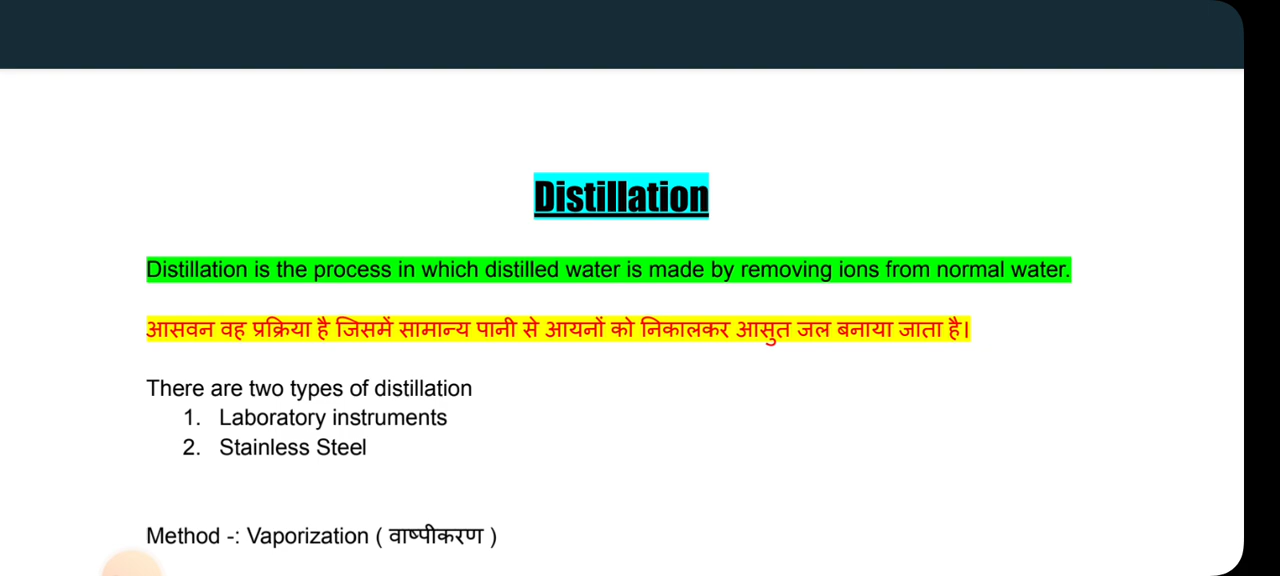 Distillation
Distillation is the process in which distilled water is made by removing ions from normal water.
आसवन वह प्रक्रिया है जिसमें सामान्य पानी से आयनों को निकालकर आसुत जल बनाया जाता है।
There are two types of distillation
1. Laboratory instruments
2. Stainless Steel
Method -: Vaporization ( वाष्पीकरण )